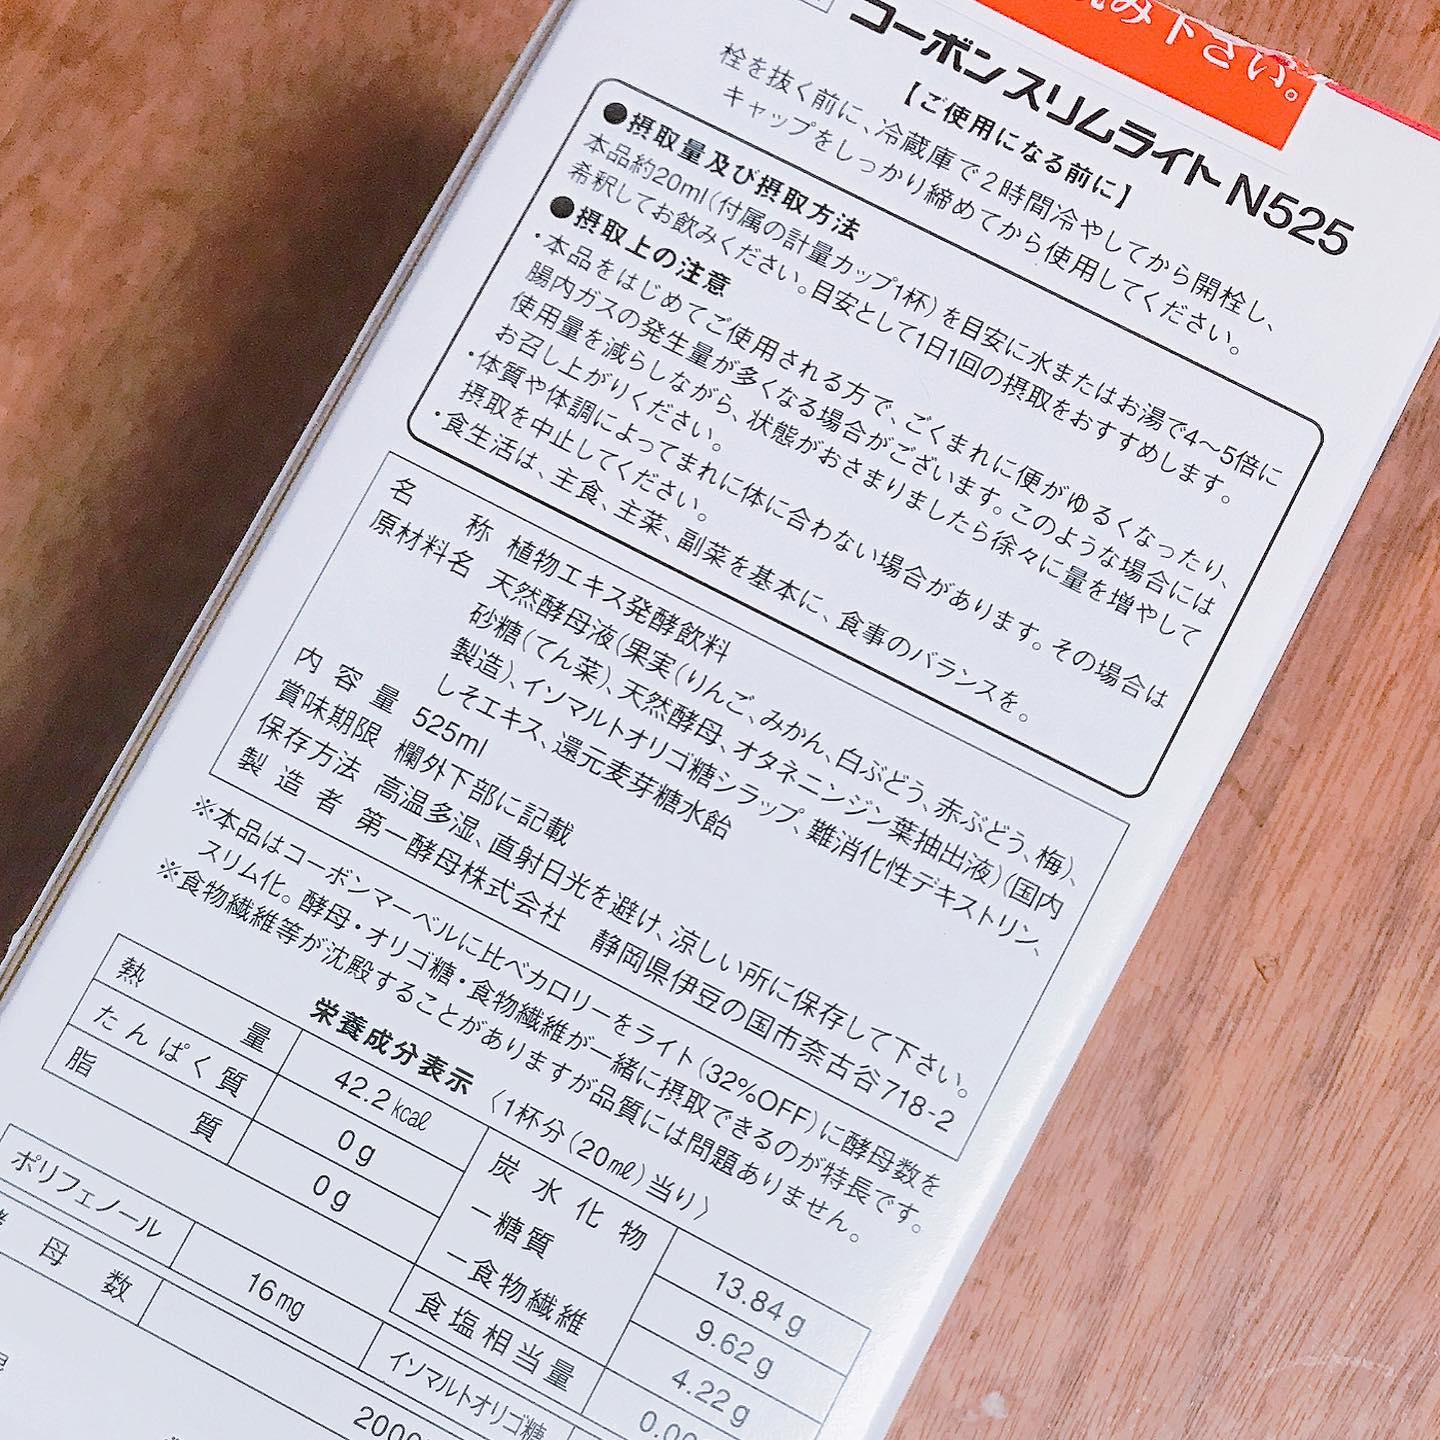 み下さい。
コーボンスリムライト N525
【ご使用になる前に】
栓を抜く前に、冷蔵庫で2時間冷やしてから開栓し、
キャップをしっかり締めてから使用してください。
●摂取量及び摂取方法
本品約20ml(付属の計量カップ1杯)を目安に水またはお湯で4〜5倍に
希釈してお飲みください。目安として1日1回の摂取をおすすめします。
●摂取上の注意
・本品をはじめてご使用される方で、ごくまれに便がゆるくなったり、
腸内ガスの発生量が多くなる場合がございます。このような場合には
使用量を減らしながら、状態がおさまりましたら徐々に量を増やして
お召し上がりください。
・体質や体調によってまれに体に合わない場合があります。その場合は
摂取を中止してください。
・食生活は、主食、主菜、副菜を基本に、食事のバランスを。
名称 植物エキス発酵飲料
原材料名 天然酵母液(果実(りんご、みかん、白ぶどう、赤ぶどう、梅)、
砂糖(てん菜)、天然酵母、オタネニンジン葉抽出液)(国内
製造)、イソマルトオリゴ糖シラップ、難消化性デキストリン、
しそエキス、還元麦芽糖水飴
内容量 525ml
賞味期限 欄外下部に記載
保存方法 高温多湿、直射日光を避け、涼しい所に保存して下さい。
製造者 第一酵母株式会社 静岡県伊豆の国市奈古谷718-2
※本品はコーボンマーベルに比べカロリーをライト(32%OFF)に酵母数を
スリム化。酵母・オリゴ糖・食物繊維が一緒に摂取できるのが特長です。
※食物繊維等が沈殿することがありますが品質には問題ありません。
栄養成分表示〈1杯分(20ml)当り〉
熱量 42.2kcal
たんぱく質 0g
脂質 0g
炭水化物 13.84g
－糖質 9.62g
－食物繊維 4.22g
食塩相当量 0.00
ポリフェノール 16mg
イソマルトオリゴ糖
母数 2000